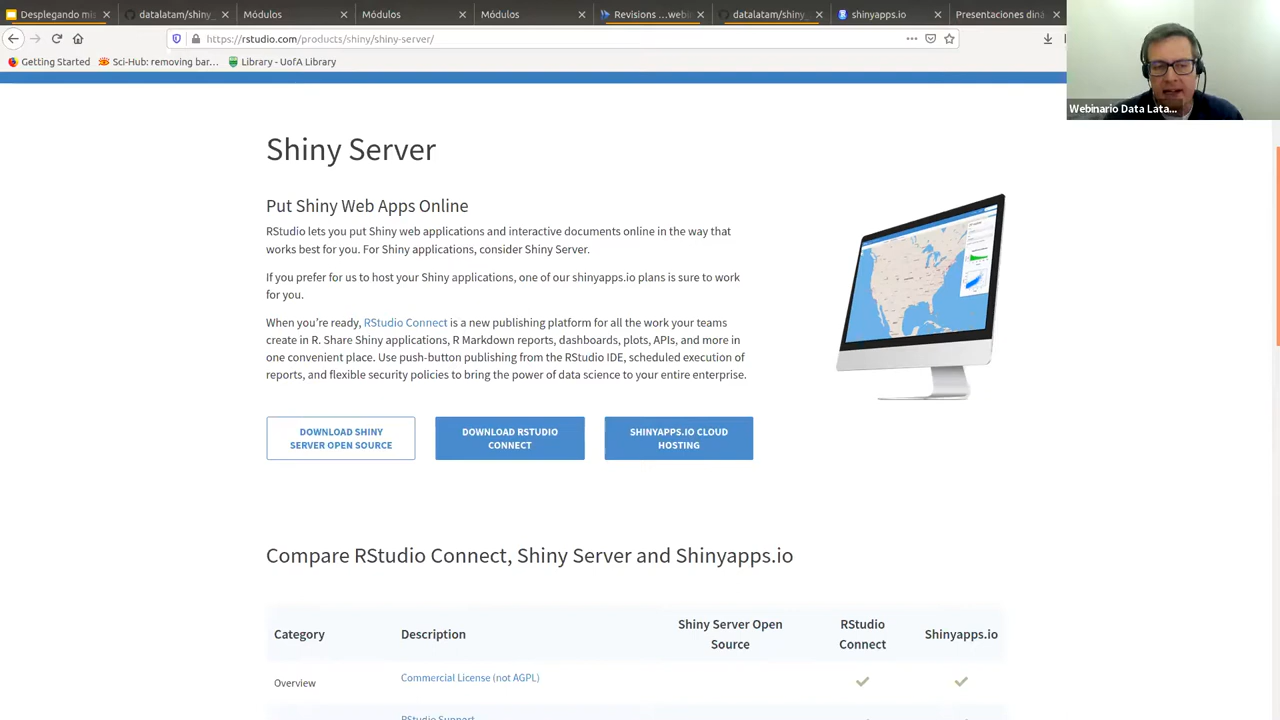 Desplegando mis
datalatam/shiny_
Módulos
Módulos
Módulos
Revisions ...webi
datalatam/shiny_
shinyapps.io
Presentaciones diná
https://rstudio.com/products/shiny/shiny-server/
Getting Started
Sci-Hub: removing bar...
Library - UofA Library
Webinario Data Lata...
Shiny Server
Put Shiny Web Apps Online
RStudio lets you put Shiny web applications and interactive documents online in the way that
works best for you. For Shiny applications, consider Shiny Server.
If you prefer for us to host your Shiny applications, one of our shinyapps.io plans is sure to work
for you.
When you’re ready, RStudio Connect is a new publishing platform for all the work your teams
create in R. Share Shiny applications, R Markdown reports, dashboards, plots, APIs, and more in
one convenient place. Use push-button publishing from the RStudio IDE, scheduled execution of
reports, and flexible security policies to bring the power of data science to your entire enterprise.
DOWNLOAD SHINY
SERVER OPEN SOURCE
DOWNLOAD RSTUDIO
CONNECT
SHINYAPPS.IO CLOUD
HOSTING
Compare RStudio Connect, Shiny Server and Shinyapps.io
Category
Description
Shiny Server Open
Source
RStudio
Connect
Shinyapps.io
Overview
Commercial License (not AGPL)
RStudio Support